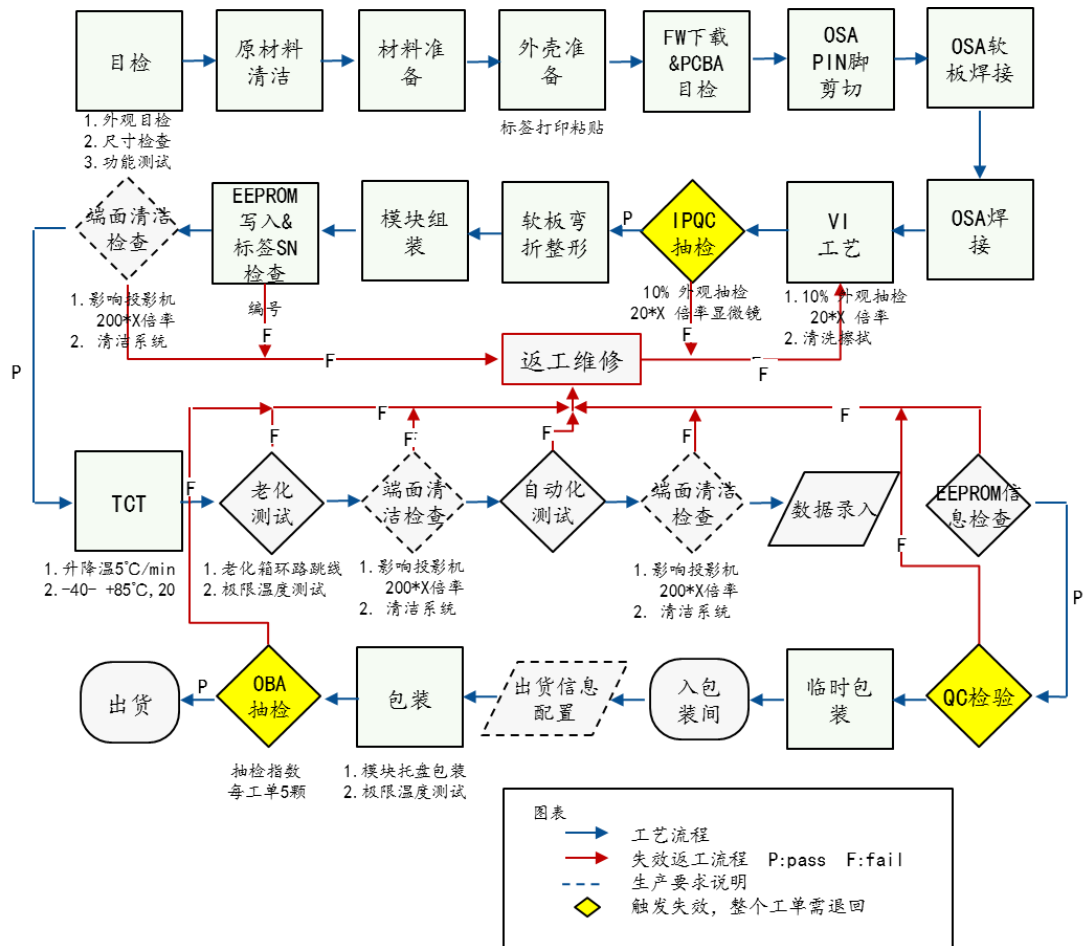 目检
原材料
清洁
材料准
备
外壳准
备
FW下载
&PCBA
目检
OSA
PIN脚
剪切
OSA软
板焊接
1.外观目检
2.尺寸检查
3.功能测试
标签打印粘贴
端面清浩
检查
EEPROM
写入&
标签SN
检查
模块组
装
软板弯
折整形
P
IPQC
抽检
VI
工艺
OSA焊
接
1.影响投影机
200*X倍率
2. 清洁系统
编号
10% 外观抽检
20*X 倍率显微镜
1.10% 外观抽检
20*X 倍率
2.清洗擦拭
F
F
F
F
返工维修
P
F
F
F
F
F
F
F
F
TCT
老化
测试
端面清
洁检查
自动化
测试
端面清浩
检查
数据录入
EEPROM信
息检查
F
P
1.升降温5℃/min
2.-40- +85℃,20
1.老化箱环路跳线
2.极限温度测试
1.影响投影机
200*X倍率
2. 清洁系统
1.影响投影机
200*X倍率
2. 清洁系统
出货
P
OBA
抽检
包装
出货信息
配置
入包
装间
临时包
装
QC检验
抽检指数
每工单5颗
1.模块托盘包装
2.极限温度测试
图表
工艺流程
失效返工流程 P:pass F:fail
生产要求说明
触发失效，整个工单需退回